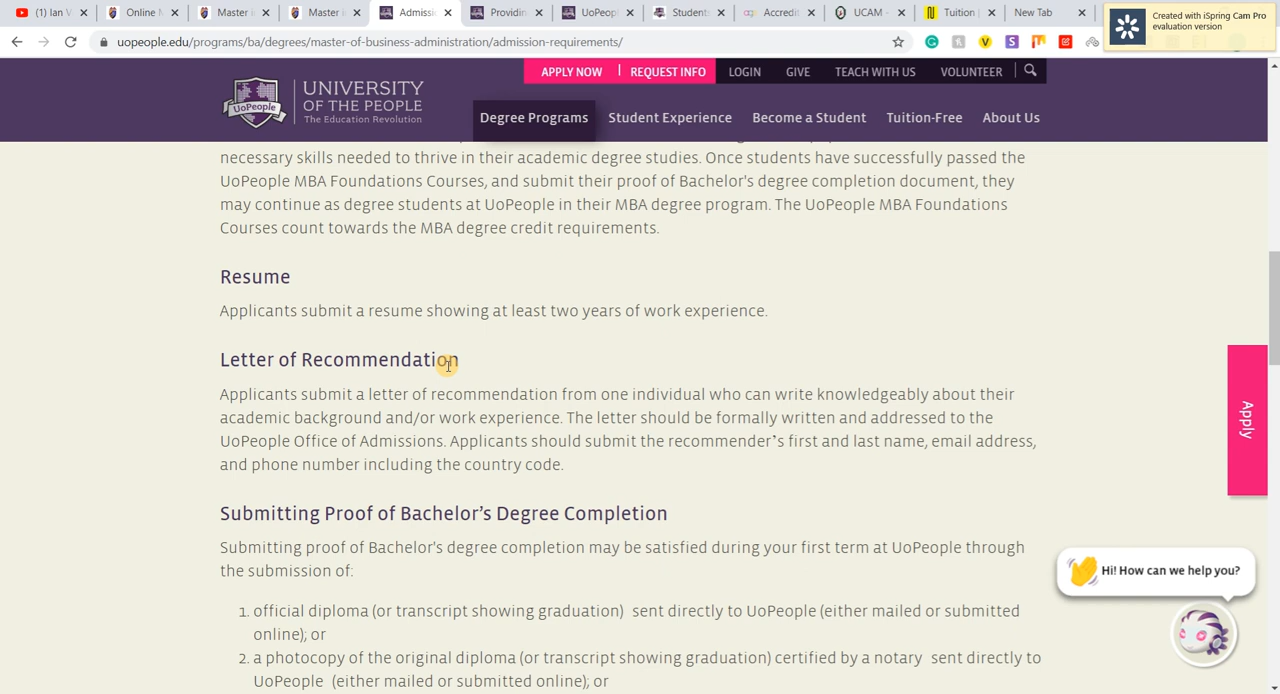 (1) Ian V
Online M
Master i
Master i
Admiss
Providin
UoPeopl
Student
Accredit
UCAM -
Tuition |
New Tab
Created with iSpring Cam Pro
evaluation version
uopeople.edu/programs/ba/degrees/master-of-business-administration/admission-requirements/
APPLY NOW | REQUEST INFO LOGIN GIVE TEACH WITH US VOLUNTEER
UoPeople
UNIVERSITY
OF THE PEOPLE
The Education Revolution
Degree Programs Student Experience Become a Student Tuition-Free About Us
necessary skills needed to thrive in their academic degree studies. Once students have successfully passed the
UoPeople MBA Foundations Courses, and submit their proof of Bachelor's degree completion document, they
may continue as degree students at UoPeople in their MBA degree program. The UoPeople MBA Foundations
Courses count towards the MBA degree credit requirements.
Resume
Applicants submit a resume showing at least two years of work experience.
Letter of Recommendation
Applicants submit a letter of recommendation from one individual who can write knowledgeably about their
academic background and/or work experience. The letter should be formally written and addressed to the
UoPeople Office of Admissions. Applicants should submit the recommender's first and last name, email address,
and phone number including the country code.
Apply
Submitting Proof of Bachelor's Degree Completion
Submitting proof of Bachelor's degree completion may be satisfied during your first term at UoPeople through
the submission of:
Hi! How can we help you?
1. official diploma (or transcript showing graduation) sent directly to UoPeople (either mailed or submitted
online); or
2. a photocopy of the original diploma (or transcript showing graduation) certified by a notary sent directly to
UoPeople (either mailed or submitted online); or